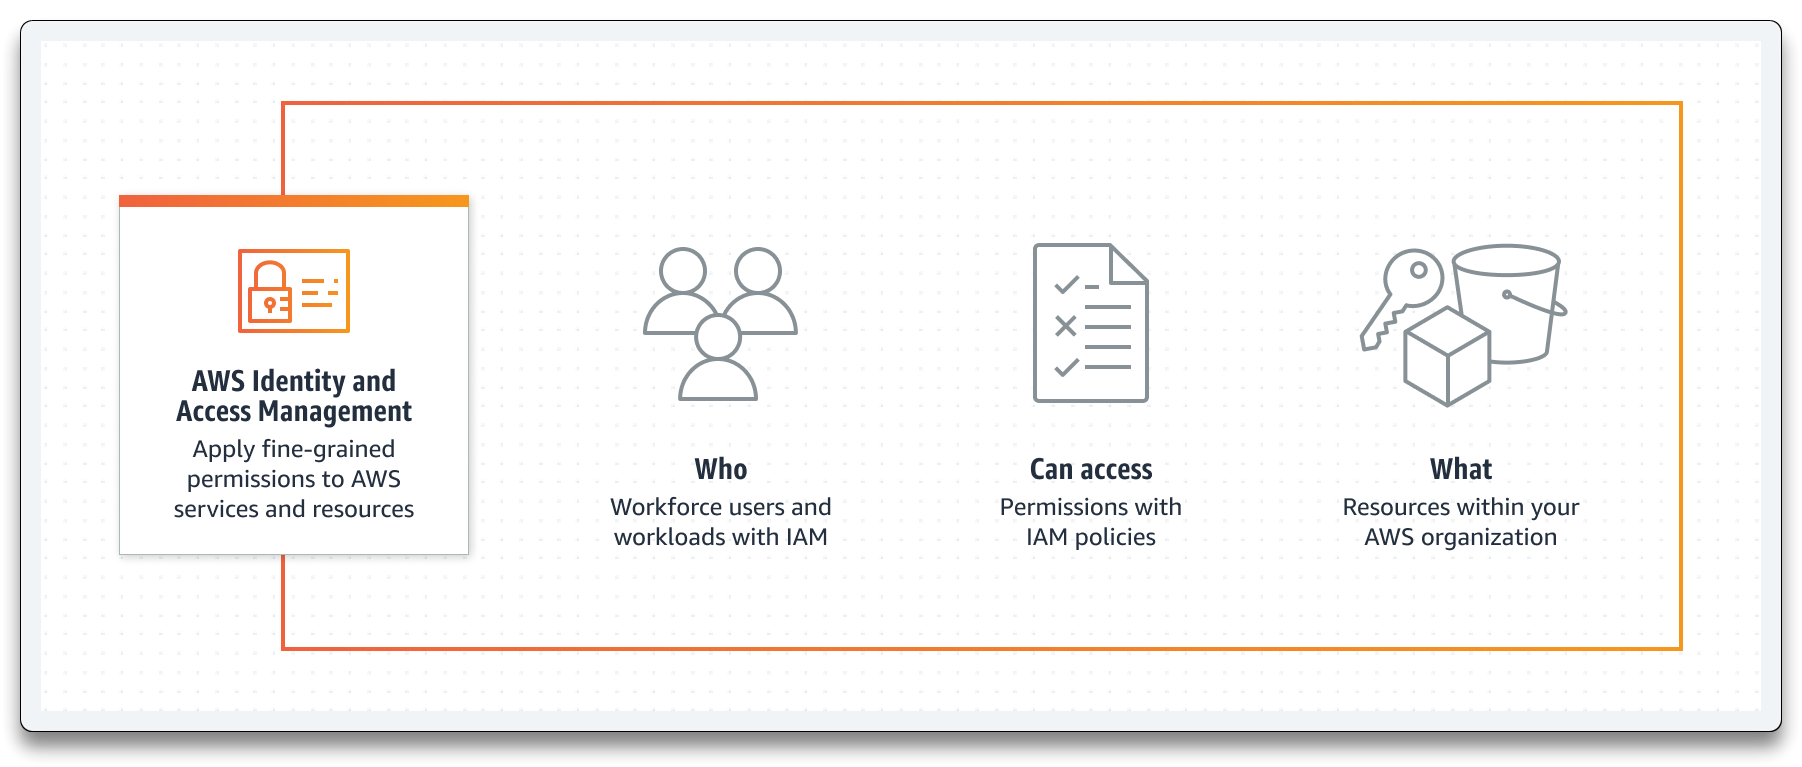 AWS Identity and
Access Management
Apply fine-grained
permissions to AWS
services and resources
Who
Workforce users and
workloads with IAM
Can access
Permissions with
IAM policies
What
Resources within your
AWS organization